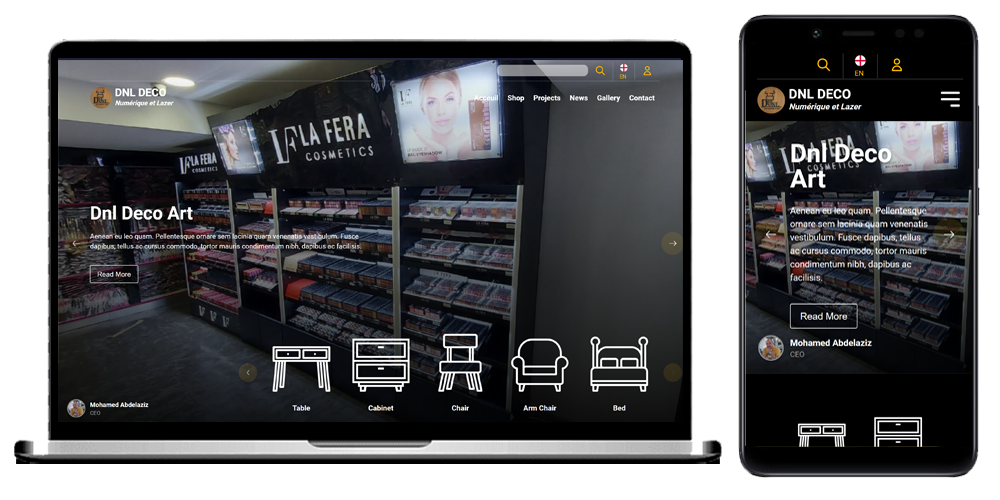 EN
DNL DECO
Numérique et Lazer
Acceuil Shop Projects News Gallery Contact
LF LA FERA
COSMETICS
LA FERA
Dnl Deco Art
Aenean eu leo quam. Pellentesque ornare sem lacinia quam venenatis vestibulum. Fusce
dapibus, tellus ac cursus commodo, tortor mauris condimentum nibh, dapibus ac facilisis.
Read More
Table Cabinet Chair Arm Chair Bed
Mohamed Abdelaziz
CEO
EN
DNL DECO
Numérique et Lazer
Dnl Deco
Art
Aenean eu leo quam. Pellentesque
ornare sem lacinia quam venenatis
vestibulum. Fusce dapibus, tellus
ac cursus commodo, tortor mauris
condimentum nibh, dapibus ac
facilisis.
Read More
Mohamed Abdelaziz
CEO